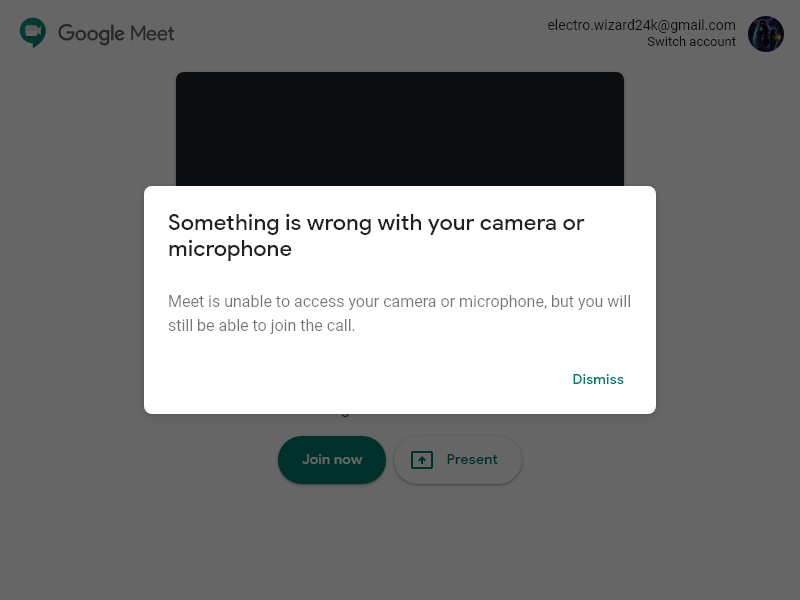 Google Meet
electro.wizard24k@gmail.com
Switch account
Something is wrong with your camera or
microphone
Meet is unable to access your camera or microphone, but you will
still be able to join the call.
Dismiss
Join now
Present